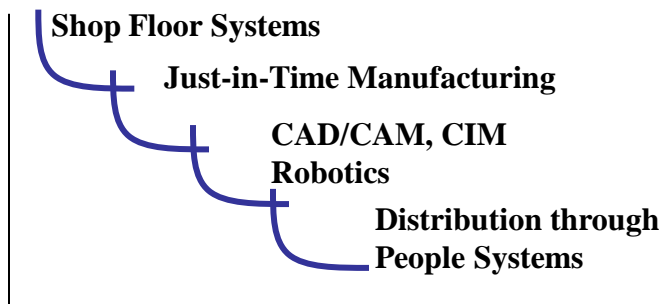 Shop Floor Systems
Just-in-Time Manufacturing
CAD/CAM, CIM
Robotics
Distribution through
People Systems